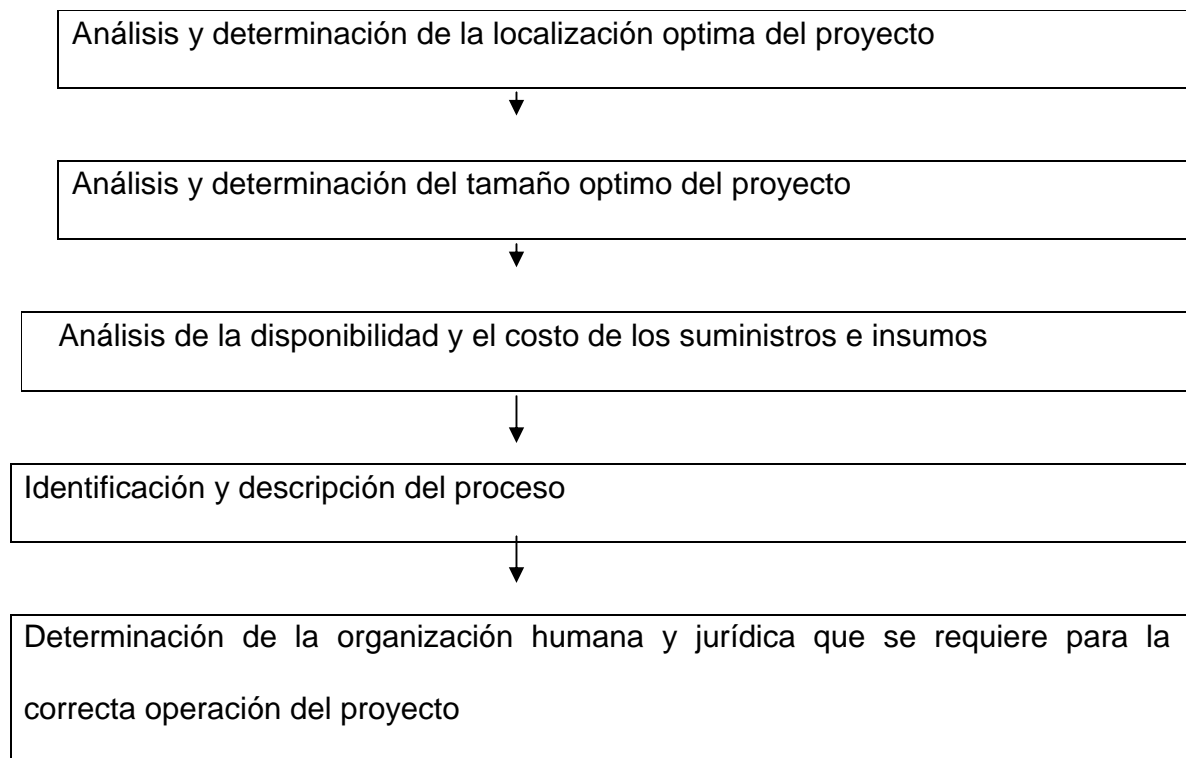 Análisis y determinación de la localización optima del proyecto
Análisis y determinación del tamaño optimo del proyecto
Análisis de la disponibilidad y el costo de los suministros e insumos
Identificación y descripción del proceso
Determinación de la organización humana y jurídica que se requiere para la
correcta operación del proyecto